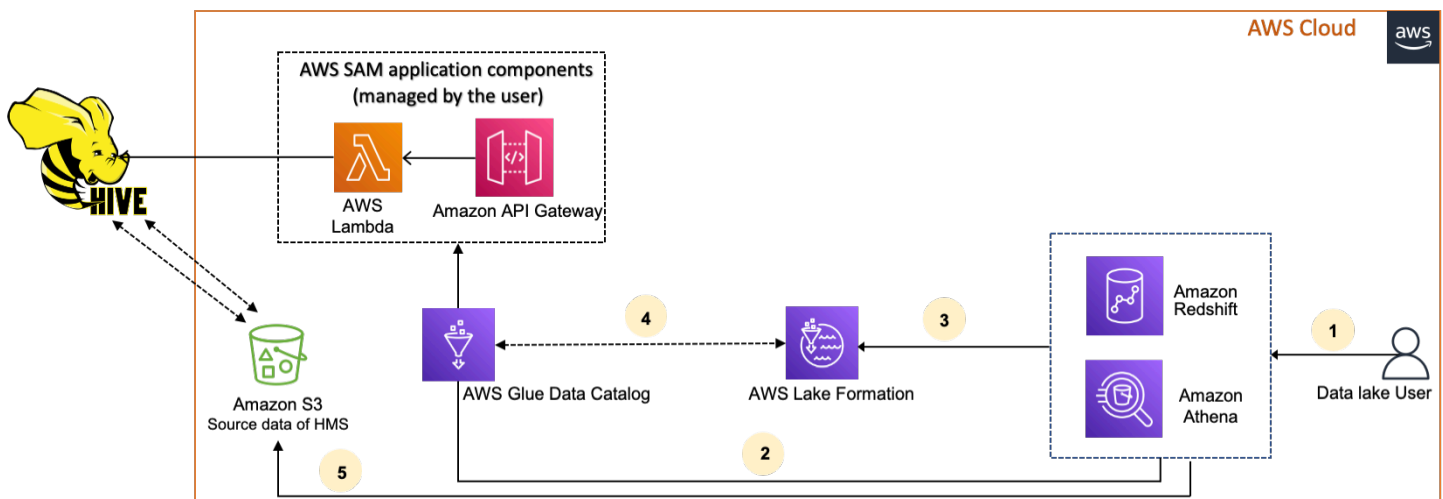 AWS Cloud
aws
AWS SAM application components
(managed by the user)
HIVE
AWS
Lambda
Amazon API Gateway
Amazon
Redshift
1
3
4
Amazon S3
Source data of HMS
AWS Glue Data Catalog
AWS Lake Formation
Amazon
Athena
Data lake User
2
5